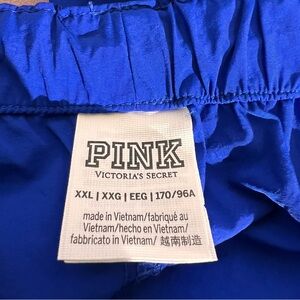 PINK
VICTORIA'S SECRET
XXL | XXG | EEG | 170/96A
made in Vietnam/fabriqué au
Vietnam/hecho en Vietnam/
fabbricato in Vietnam/ 越南制造